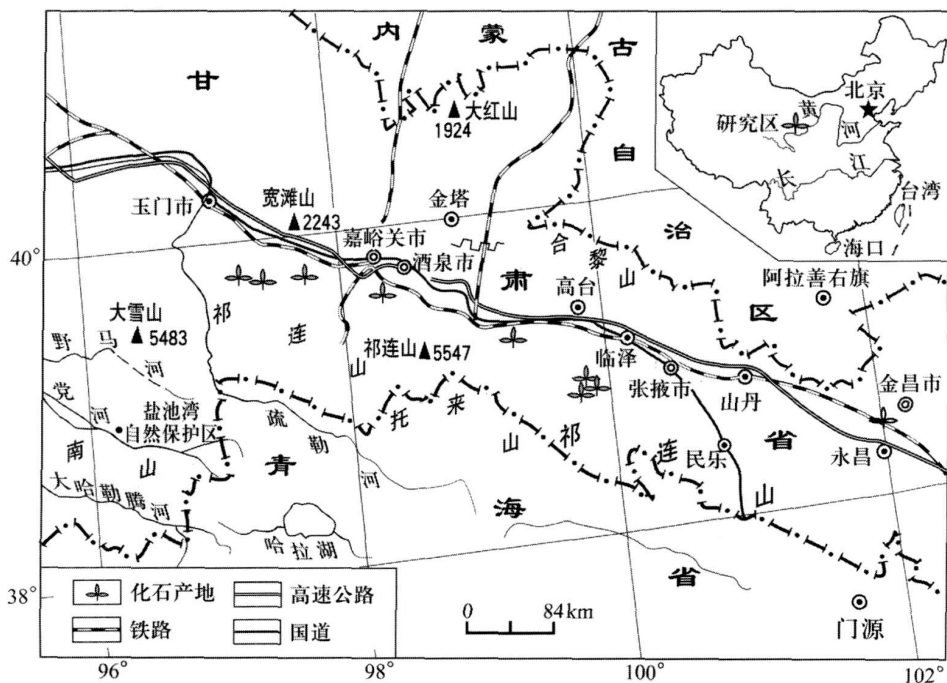 内 蒙 古
自 治 区
甘 肃 省
青 海 省
大红山
1924
北京
研究区
黄
河
长 江
台湾
海口
玉门市
宽滩山
2243
金塔
嘉峪关市
酒泉市
合 黎 山
阿拉善右旗
高台
临泽
张掖市
山丹
金昌市
永昌
民乐
门源
大雪山
5483
祁 连 山
祁连山 5547
托 来 山
祁 连 山
野 马 河
党 河
南 山
盐池湾
自然保护区
疏 勒 河
大 哈 勒 腾 河
哈 拉 湖
化石产地
高速公路
铁路
国道
0 84 km
40°
38°
96°
98°
100°
102°